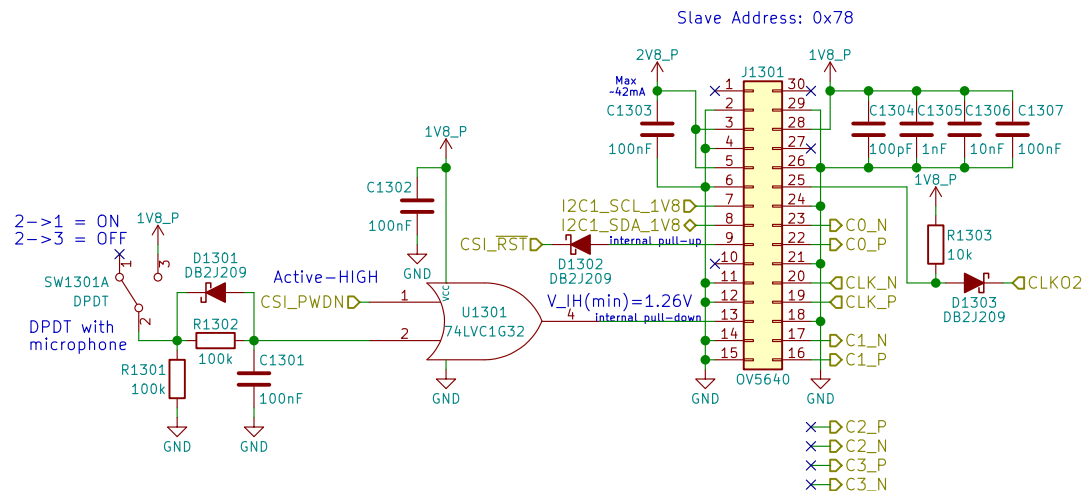 Slave Address: 0x78
2V8_P
J1301
1V8_P
Max
~42mA
C1303
100nF
1
2
3
4
5
6
7
8
9
10
11
12
13
14
15
30
29
28
27
26
25
24
23
22
21
20
19
18
17
16
OV5640
GND
GND
C1304
100pF
C1305
1nF
C1306
10nF
C1307
100nF
1V8_P
R1303
10k
D1303
DB2J209
CLKO2
C0_N
C0_P
CLK_N
CLK_P
C1_N
C1_P
C2_P
C2_N
C3_P
C3_N
I2C1_SCL_1V8
I2C1_SDA_1V8
CSI_RST
internal pull-up
D1302
DB2J209
1V8_P
C1302
100nF
GND
2->1 = ON
2->3 = OFF
1V8_P
1
3
SW1301A
DPDT
2
DPDT with
microphone
D1301
DB2J209
R1302
100k
R1301
100k
C1301
100nF
GND
GND
Active-HIGH
CSI_PWDN
1
2
VCC
U1301
74LVC1G32
4
GND
V_IH(min)=1.26V
internal pull-down